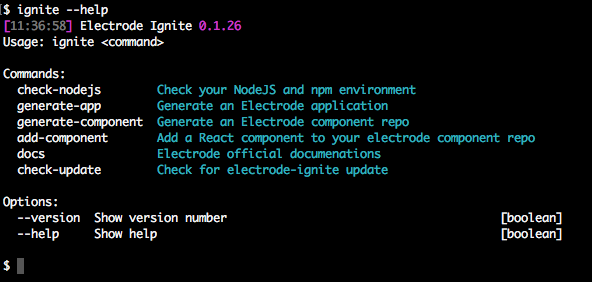 $ ignite --help
[11:36:58] Electrode Ignite 0.1.26
Usage: ignite <command>
Commands:
check-nodejs Check your NodeJS and npm environment
generate-app Generate an Electrode application
generate-component Generate an Electrode component repo
add-component Add a React component to your electrode component repo
docs Electrode official documenations
check-update Check for electrode-ignite update
Options:
--version Show version number [boolean]
--help Show help [boolean]
$